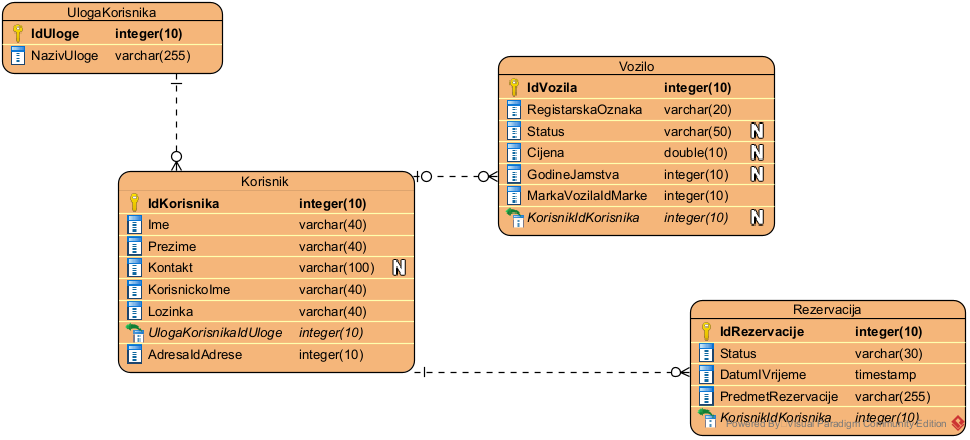 UlogaKorisnika
IdUloge integer(10)
NazivUloge varchar(255)
Vozilo
IdVozila integer(10)
RegistarskaOznaka varchar(20)
Status varchar(50) N
Cijena double(10) N
GodineJamstva integer(10) N
MarkaVozilaIdMarke integer(10)
KorisnikIdKorisnika integer(10) N
Korisnik
IdKorisnika integer(10)
Ime varchar(40)
Prezime varchar(40)
Kontakt varchar(100) N
KorisnickoIme varchar(40)
Lozinka varchar(40)
UlogaKorisnikaIdUloge integer(10)
AdresaIdAdrese integer(10)
Rezervacija
IdRezervacije integer(10)
Status varchar(30)
DatumIVrijeme timestamp
PredmetRezervacije varchar(255)
KorisnikIdKorisnika integer(10)
Powered By Visual Paradigm Community Edition